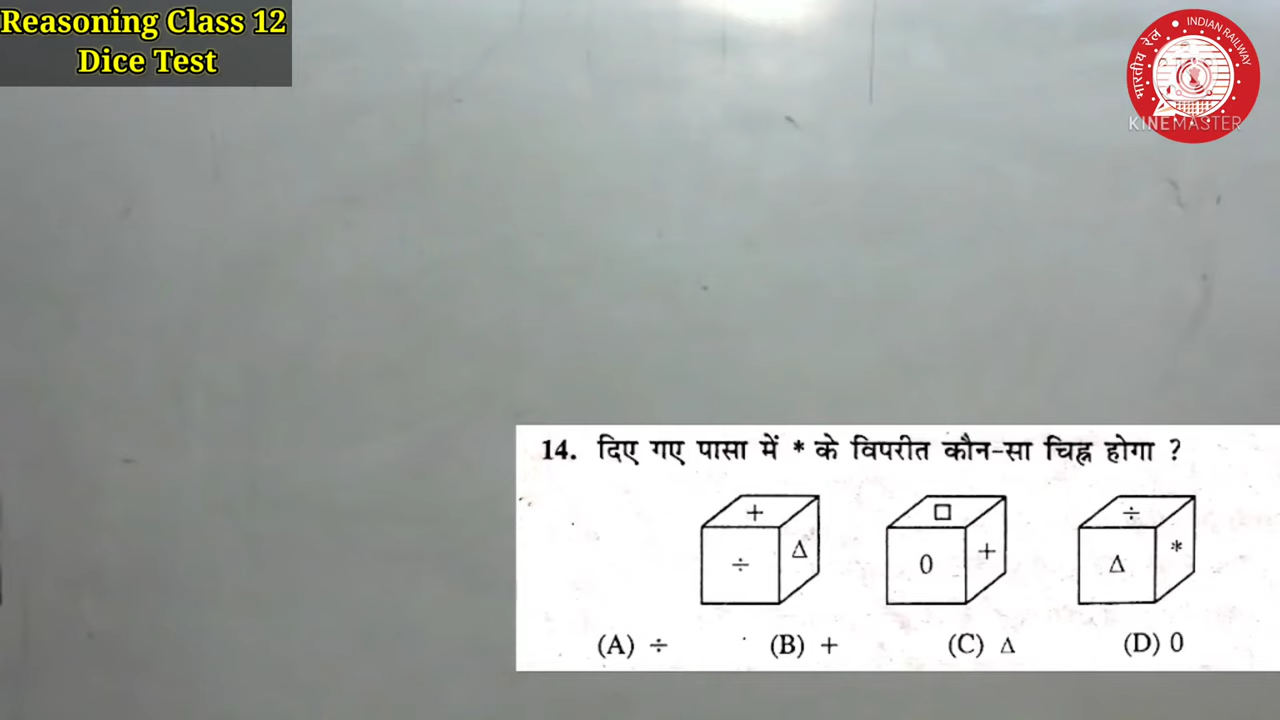 Reasoning Class 12
Dice Test
भारतीय रेल
INDIAN RAILWAY
KINEMASTER
14. दिए गए पासा में * के विपरीत कौन-सा चिह्न होगा ?
+ ÷ Δ
□ 0 +
÷ Δ *
(A) ÷ (B) + (C) Δ (D) 0